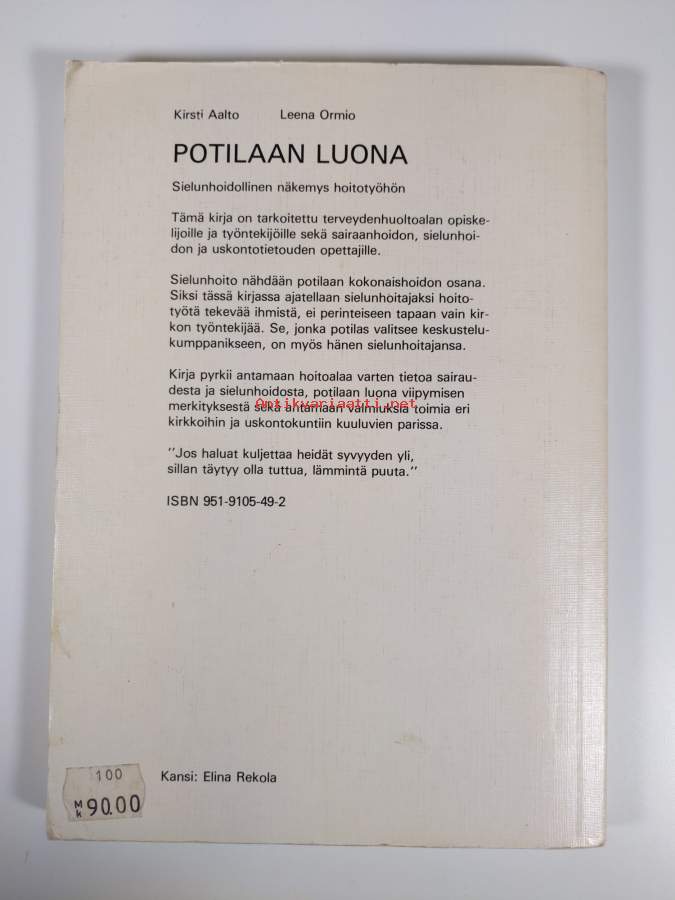 Kirsti Aalto Leena Ormio
POTILAAN LUONA
Sielunhoidollinen näkemys hoitotyöhön
Tämä kirja on tarkoitettu terveydenhuoltoalan opiske-
lijoille ja työntekijöille sekä sairaanhoidon, sielunhoi-
don ja uskontotietouden opettajille.
Sielunhoito nähdään potilaan kokonaishoidon osana.
Siksi tässä kirjassa ajatellaan sielunhoitajaksi hoito-
työtä tekevää ihmistä, ei perinteiseen tapaan vain kir-
kon työntekijää. Se, jonka potilas valitsee keskustelu-
kumppanikseen, on myös hänen sielunhoitajansa.
Kirja pyrkii antamaan hoitoalaa varten tietoa sairau-
desta ja sielunhoidosta, potilaan luona viipymisen
Antikvariaatti.net
merkityksestä sekä antamaan valmiuksia toimia eri
kirkkoihin ja uskontokuntiin kuuluvien parissa.
"Jos haluat kuljettaa heidät syvyyden yli,
sillan täytyy olla tuttua, lämmintä puuta."
ISBN 951-9105-49-2
Kansi: Elina Rekola
100
Mk 90.00